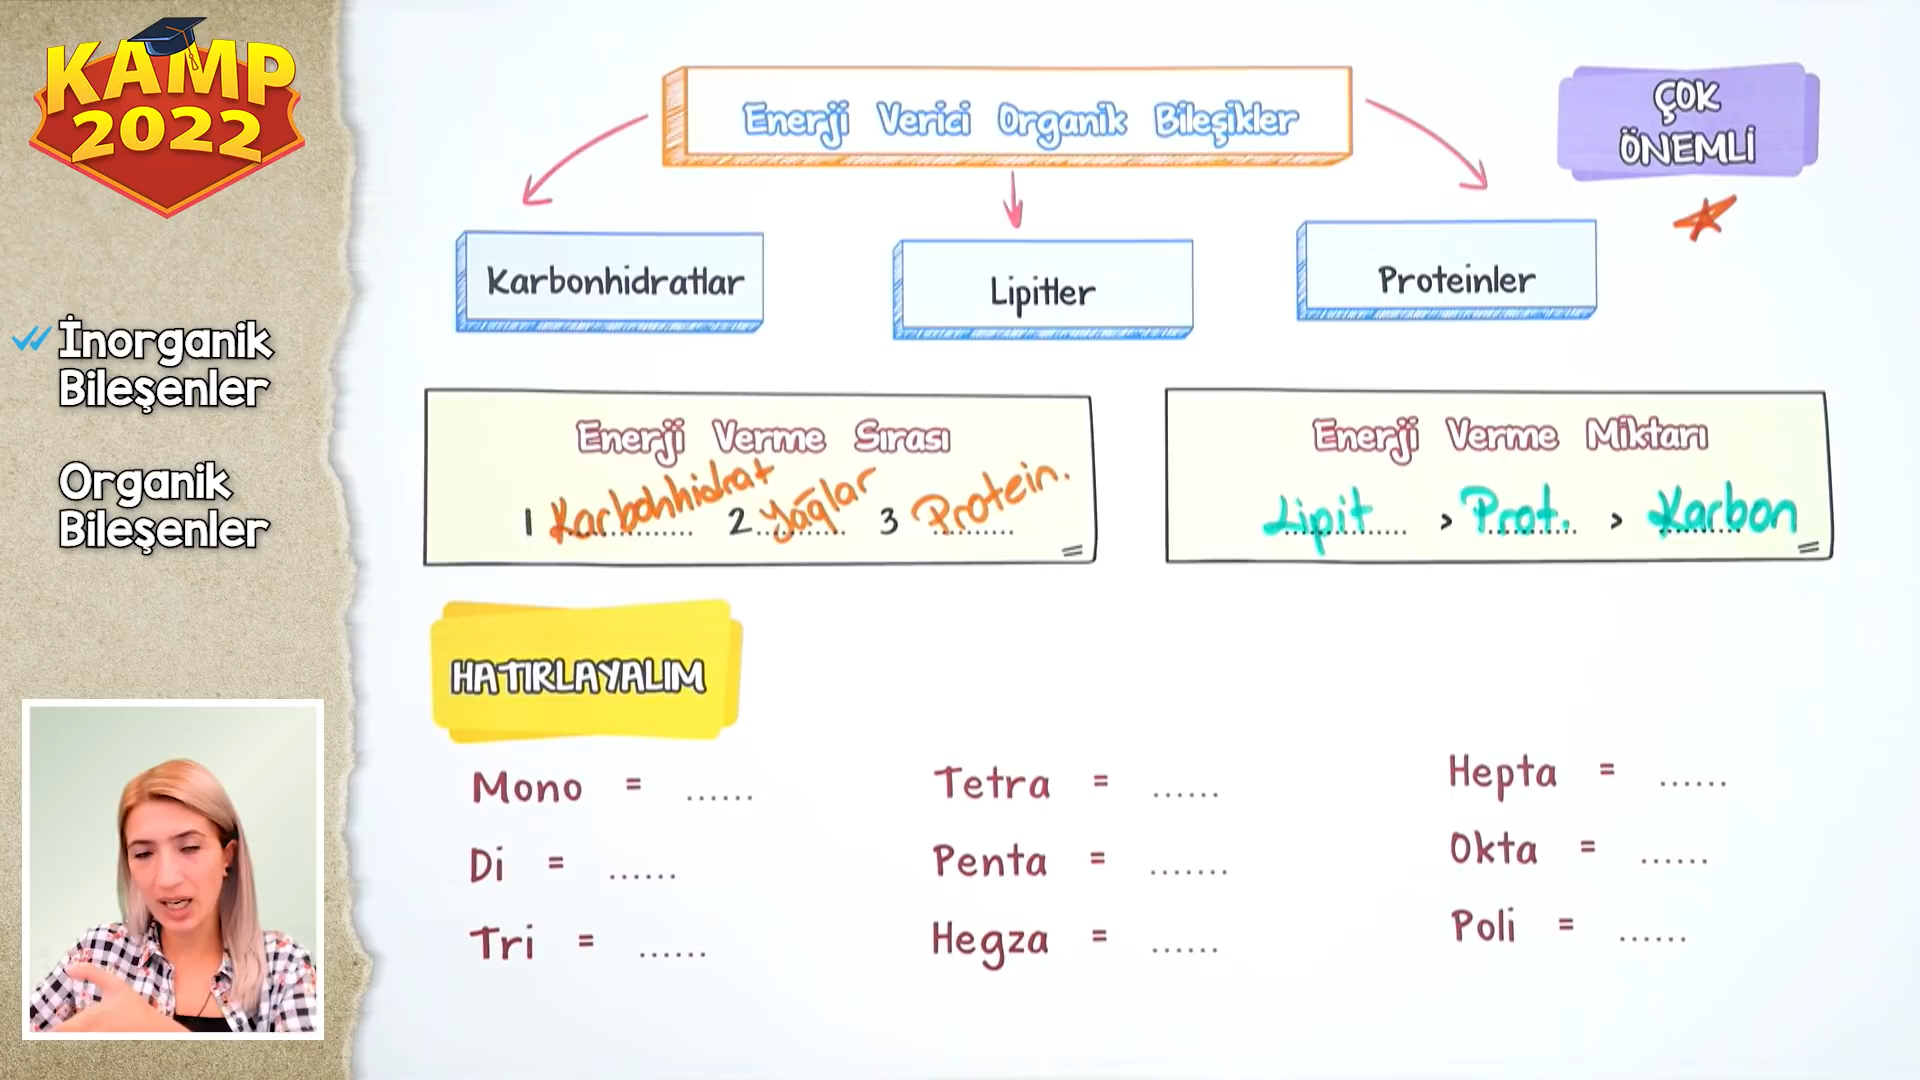 KAMP
2022
İnorganik
Bileşenler
Organik
Bileşenler
Enerji Verici Organik Bileşikler
ÇOK
ÖNEMLİ
Karbonhidratlar
Lipitler
Proteinler
Enerji Verme Sırası
1 Karbonhidrat 2 Yağlar 3 Protein.
Enerji Verme Miktarı
Lipit > Prot. > Karbon
HATIRLAYALIM
Mono = ......
Di = ......
Tri = ......
Tetra = ......
Penta = .......
Hegza = ......
Hepta = ......
Okta = ......
Poli = ......